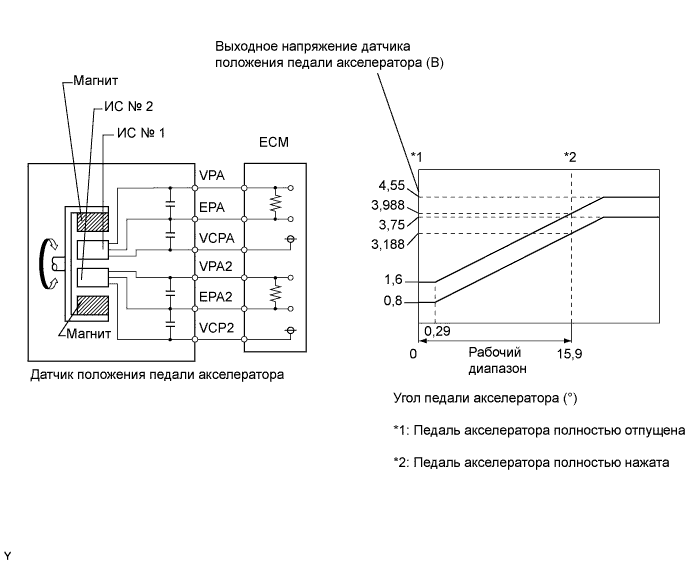 Выходное напряжение датчика
положения педали акселератора (В)
Магнит
ИС № 2
ИС № 1
ECM
VPA
EPA
VCPA
VPA2
EPA2
VCP2
Магнит
Датчик положения педали акселератора
*1
*2
4,55
3,988
3,75
3,188
1,6
0,8
0,29
0
Рабочий
диапазон
15,9
Угол педали акселератора (°)
*1: Педаль акселератора полностью отпущена
*2: Педаль акселератора полностью нажата
Y